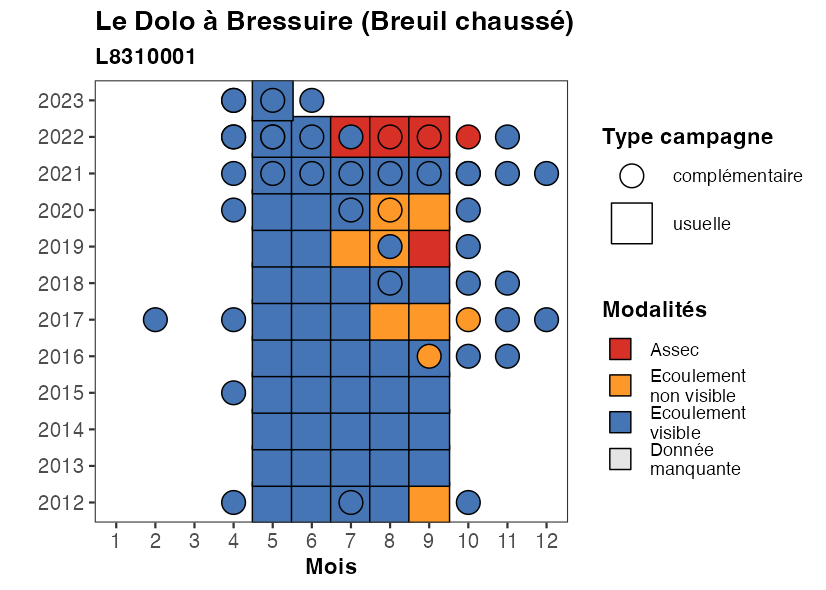 Le Dolo à Bressuire (Breuil chaussé)
L8310001
2023
2022
2021
2020
2019
2018
2017
2016
2015
2014
2013
2012
1 2 3 4 5 6 7 8 9 10 11 12
Mois
Type campagne
complémentaire
usuelle
Modalités
Assec
Ecoulement
non visible
Ecoulement
visible
Donnée
manquante